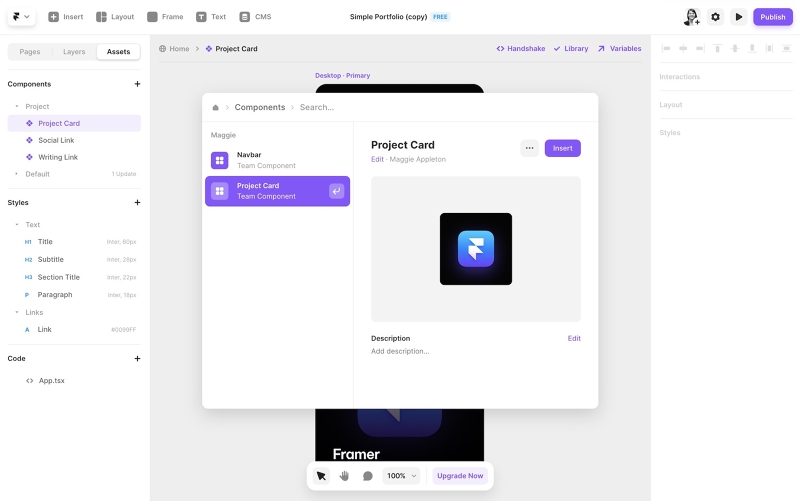 Insert
Layout
Frame
Text
CMS
Simple Portfolio (copy) FREE
Publish
Pages
Layers
Assets
Home
Project Card
Handshake
Library
Variables
Components
Project
Project Card
Social Link
Writing Link
Default 1 Update
Styles
Text
H1 Title Inter, 60px
H2 Subtitle Inter, 28px
H3 Section Title Inter, 22px
P Paragraph Inter, 18px
Links
A Link #0099FF
Code
App.tsx
Desktop · Primary
Components
Search...
Maggie
Navbar
Team Component
Project Card
Team Component
Project Card
Edit · Maggie Appleton
Insert
Description Edit
Add description...
Framer
100%
Upgrade Now
Interactions
Layout
Styles